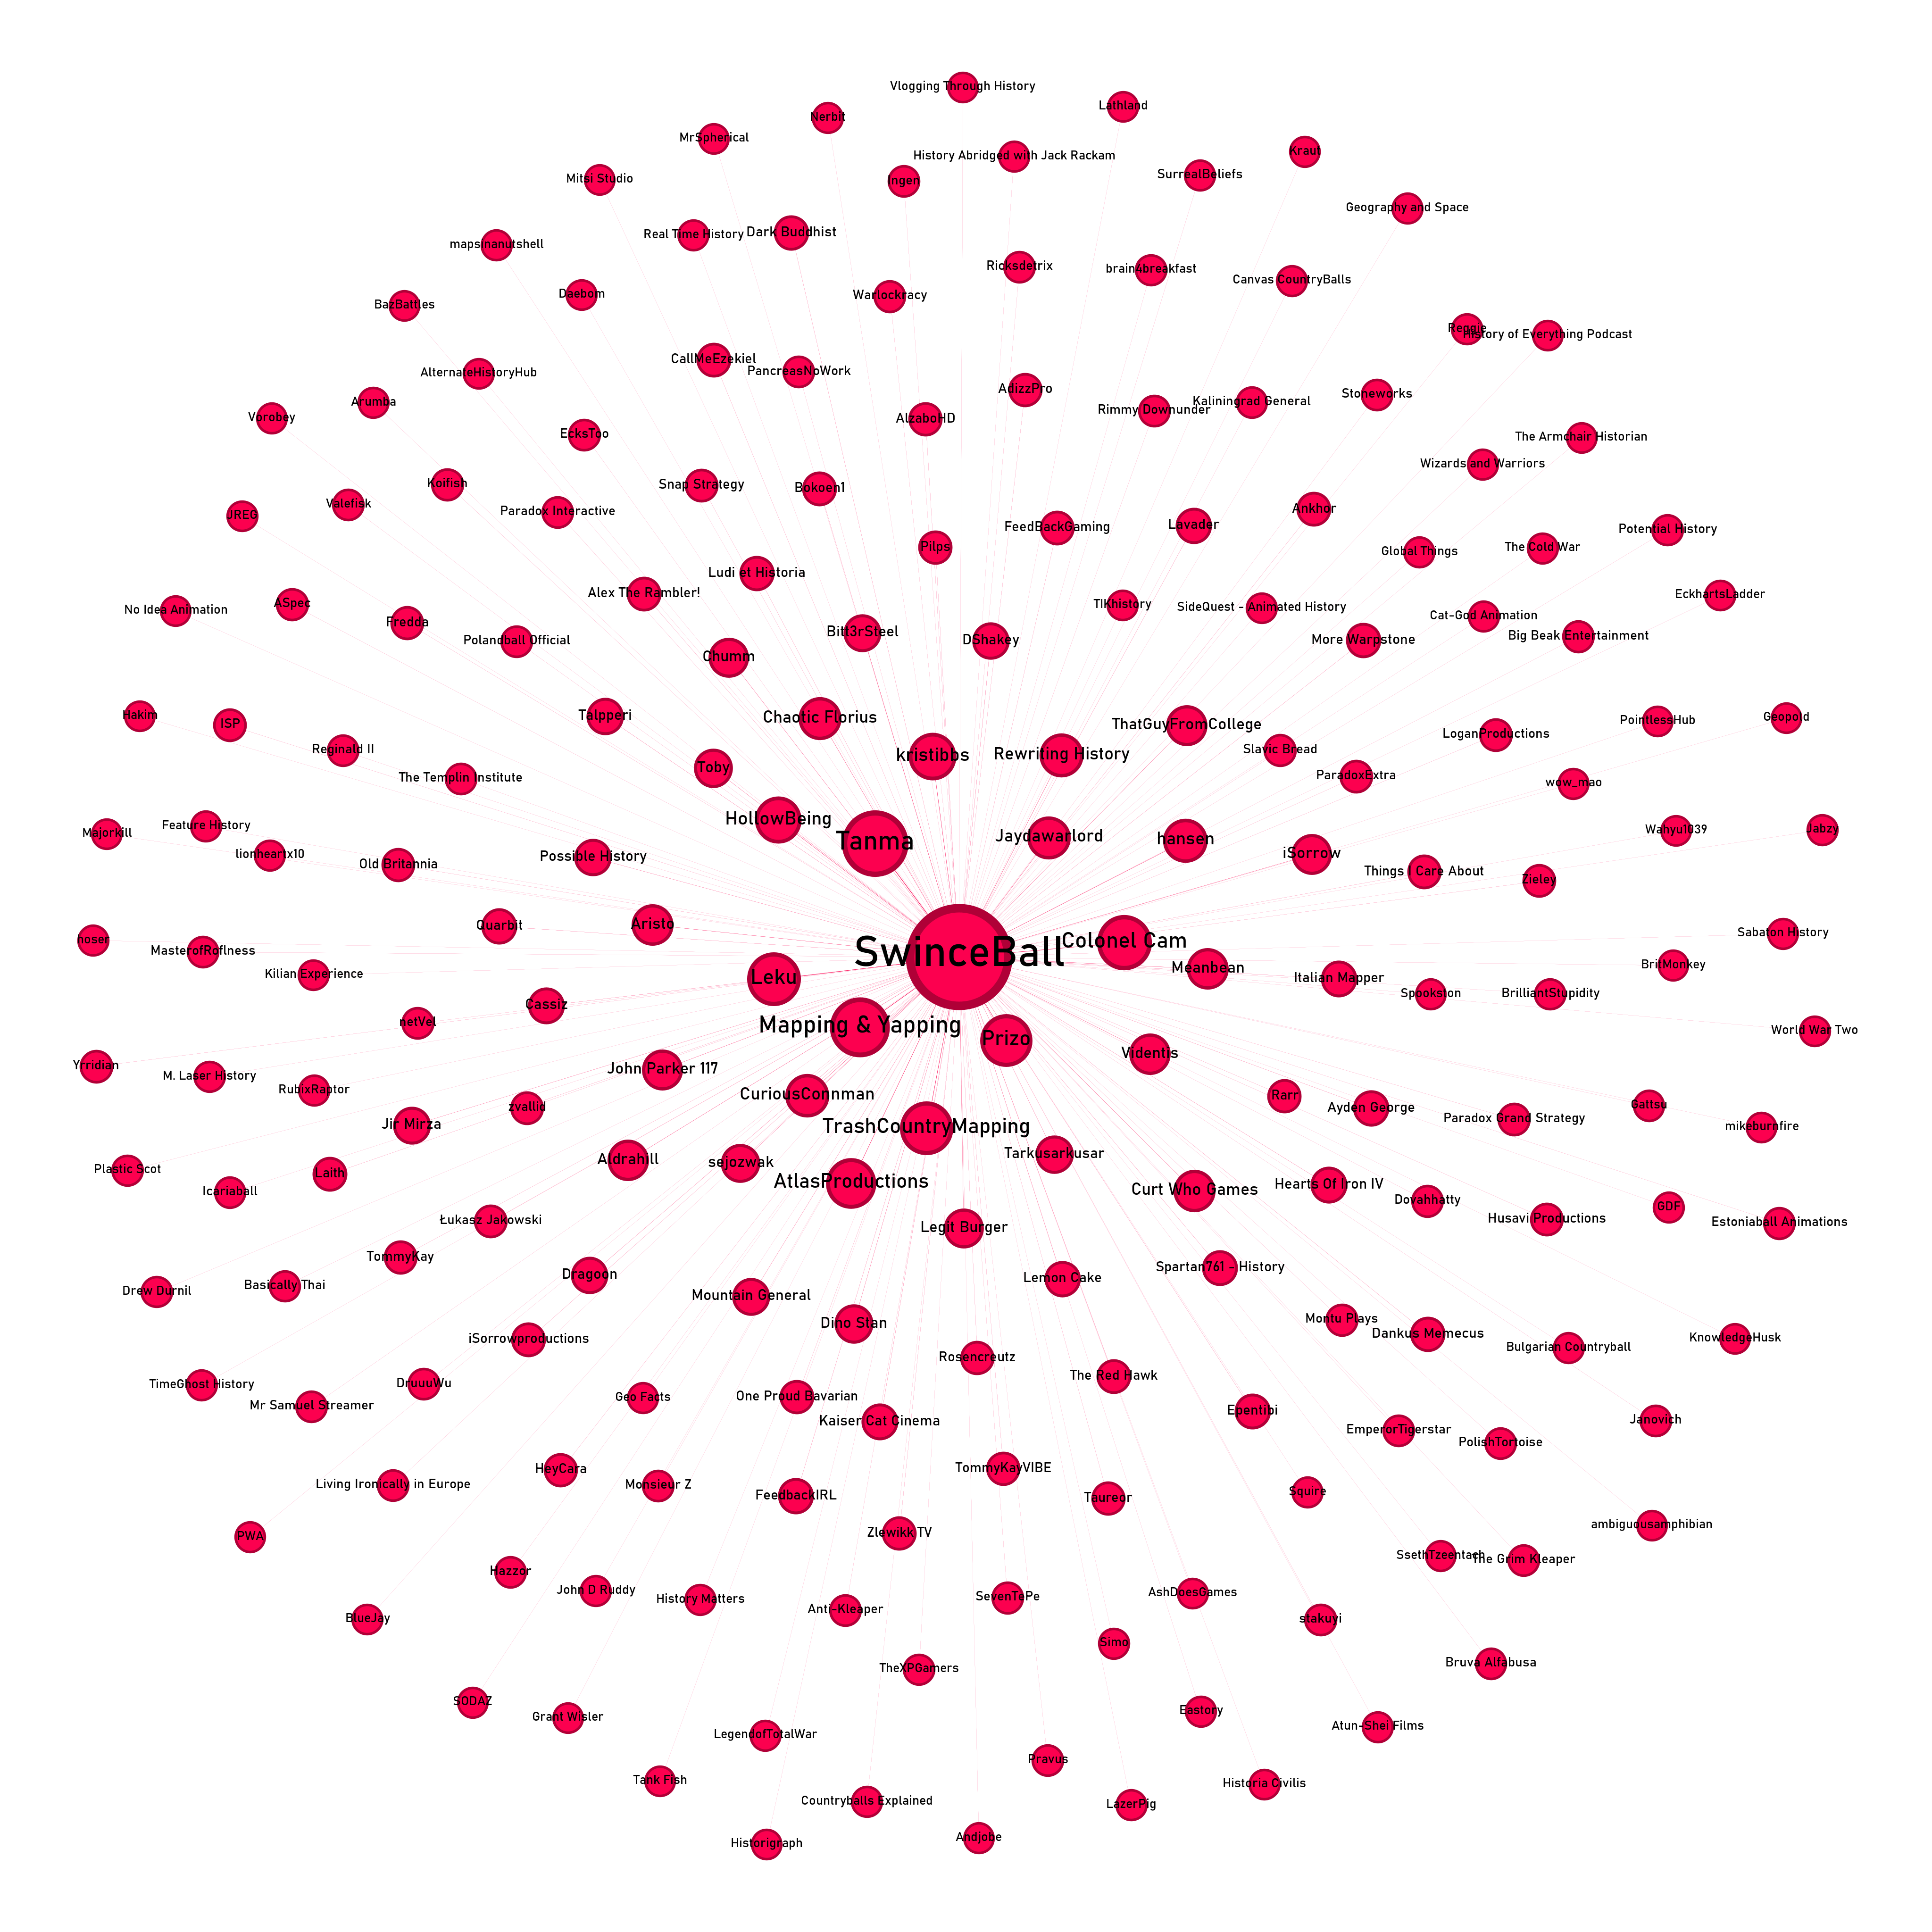 Vlogging Through History
Lathland
Nerbit
MrSpherical
Kraut
History Abridged with Jack Rackam
SurrealBeliefs
Mitsi Studio
Ingen
Geography and Space
Real Time History
Dark Buddhist
mapsinanutshell
Ricksdetrix
brain4breakfast
Canvas CountryBalls
Daebom
Warlockracy
BazBattles
Reggie
History of Everything Podcast
CallMeEzekiel
PancreasNoWork
AlternateHistoryHub
AdizzPro
Stoneworks
Arumba
Kaliningrad General
Rimmy Downunder
Vorobey
AlzaboHD
EcksToo
The Armchair Historian
Wizards and Warriors
Koifish
Snap Strategy
Bokoen1
Valefisk
Paradox Interactive
Ankhor
JREG
FeedBackGaming
Lavader
Potential History
Pilps
Global Things
The Cold War
Ludi et Historia
Alex The Rambler!
EckhartsLadder
ASpec
TIKhistory
SideQuest - Animated History
No Idea Animation
Cat-God Animation
Fredda
Bitt3rSteel
Big Beak Entertainment
Polandball Official
DShakey
More Warpstone
Chumm
Hakim
Talpperi
Chaotic Florius
Geopold
ISP
ThatGuyFromCollege
PointlessHub
LoganProductions
Reginald II
kristibbs
Rewriting History
Slavic Bread
Toby
The Templin Institute
ParadoxExtra
wow_mao
HollowBeing
Feature History
Majorkill
Wanyu1039
Jabzy
Tanma
Jaydawarlord
hansen
lionheartx10
Possible History
iSorrow
Old Britannia
Things I Care About
Zieley
Quarbit
Aristo
Sabaton History
hoser
Colonel Cam
MasterofRoflness
SwinceBall
BritMonkey
Meanbean
Kilian Experience
Leku
Italian Mapper
Spookston
BrilliantStupidity
Cassiz
netVel
Mapping & Yapping
World War Two
Prizo
Videntis
Yrridian
John Parker 117
M. Laser History
RubixRaptor
CuriousConnman
Rarr
Ayden George
Gattsu
zvallid
Paradox Grand Strategy
Jir Mirza
TrashCountryMapping
mikeburnfire
Tarkusarkusar
Aldrahill
sejozwak
Plastic Scot
Laith
AtlasProductions
Hearts Of Iron IV
Icariaball
Curt Who Games
Dovahhatty
GDF
Łukasz Jakowski
Husavi Productions
Estoniaball Animations
Legit Burger
TommyKay
Spartan761 - History
Dragoon
Lemon Cake
Basically Thai
Drew Durnil
Mountain General
Montu Plays
Dino Stan
Dankus Memecus
iSorrowproductions
KnowledgeHusk
Bulgarian Countryball
Rosencreutz
The Red Hawk
TimeGhost History
DruuuWu
Geo Facts
One Proud Bavarian
Mr Samuel Streamer
Epentibi
Kaiser Cat Cinema
Janovich
EmperorTigerstar
PolishTortoise
HeyCara
TommyKayVIBE
Living Ironically in Europe
Monsieur Z
FeedbackIRL
Taureor
Squire
ambiguousamphibian
PWA
Zlewikk TV
SsethTzeentach
The Grim Kleaper
Hazzor
John D Ruddy
History Matters
SevenTePe
AshDoesGames
Anti-Kleaper
BlueJay
stakuyi
Simo
Bruva Alfabusa
TheXPGamers
SODAZ
Eastory
Grant Wisler
Atun-Shei Films
LegendofTotalWar
Pravus
Tank Fish
Historia Civilis
Countryballs Explained
LazerPig
Andjobe
Historigraph